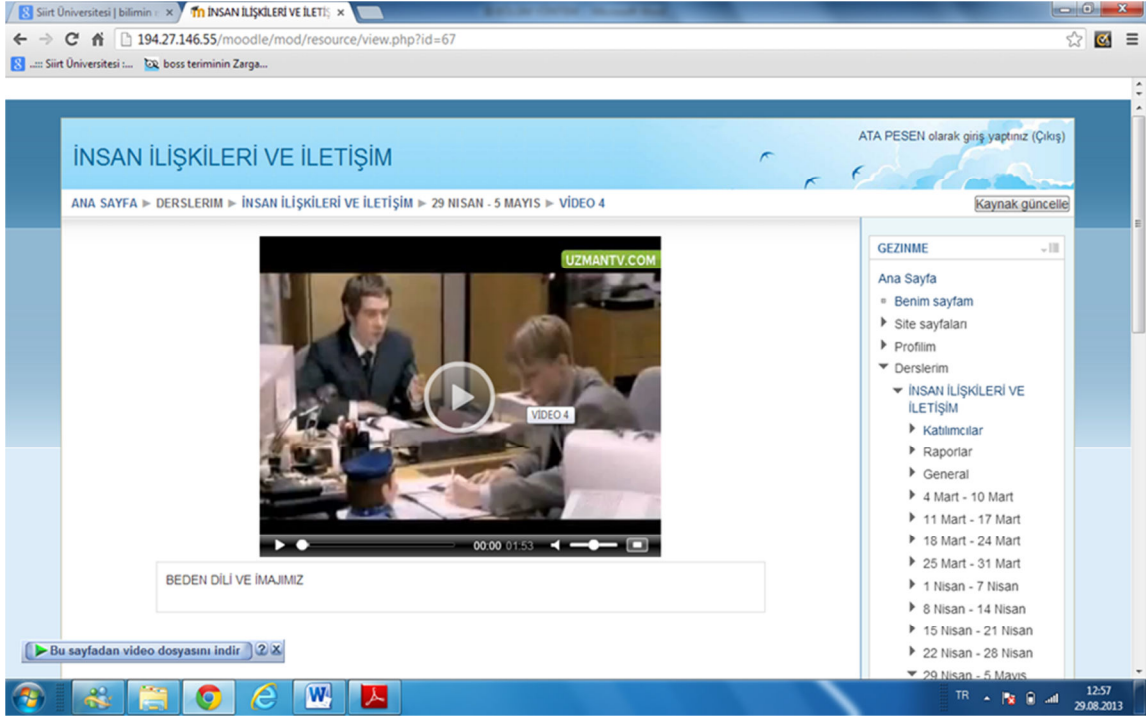 Siirt Üniversitesi | bilimin
İNSAN İLİŞKİLERİ VE İLETİŞ
194.27.146.55/moodle/mod/resource/view.php?id=67
..::: Siirt Üniversitesi :...
boss teriminin Zarga...
İNSAN İLİŞKİLERİ VE İLETİŞİM
ATA PESEN olarak giriş yaptınız (Çıkış)
ANA SAYFA ► DERSLERIM ► İNSAN İLİŞKİLERİ VE İLETİŞİM ► 29 NISAN - 5 MAYIS ► VİDEO 4
Kaynak güncelle
UZMANTV.COM
VİDEO 4
00:00 01:53
BEDEN DİLİ VE İMAJIMIZ
GEZINME
Ana Sayfa
Benim sayfam
Site sayfaları
Profilim
Derslerim
İNSAN İLİŞKİLERİ VE
İLETİŞİM
Katılımcılar
Raporlar
General
4 Mart - 10 Mart
11 Mart - 17 Mart
18 Mart - 24 Mart
25 Mart - 31 Mart
1 Nisan - 7 Nisan
8 Nisan - 14 Nisan
15 Nisan - 21 Nisan
22 Nisan - 28 Nisan
29 Nisan - 5 Mayıs
Bu sayfadan video dosyasını indir
TR
12:57
29.08.2013